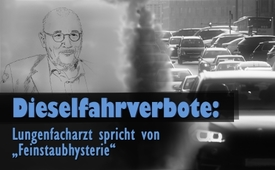 Dieselfahrverbote:
Lungenfacharzt spricht von
„Feinstaubhysterie“